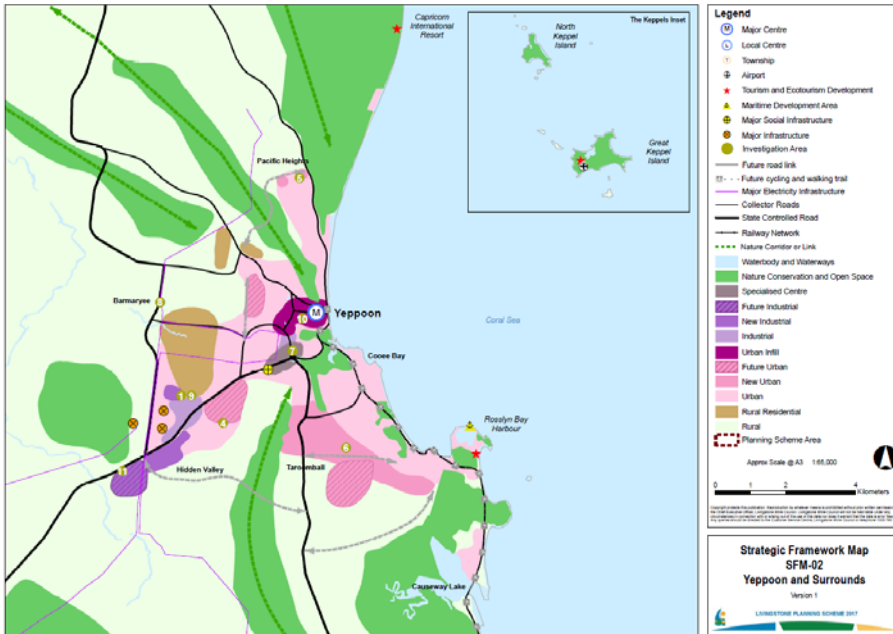 Capricorn
International
Resort
The Keppels Inset
North
Keppel
Island
Great
Keppel
Island
Pacific Heights
5
Barmaryee
8
M
Yeppoon
10
7
Coral Sea
Cooee Bay
1 9
4
Rosslyn Bay
Harbour
6
Hidden Valley
Taroomball
Causeway Lake
Legend
M Major Centre
L Local Centre
T Township
Airport
Tourism and Ecotourism Development
Maritime Development Area
Major Social Infrastructure
Major Infrastructure
Investigation Area
Future road link
Future cycling and walking trail
Major Electricity Infrastructure
Collector Roads
State Controlled Road
Railway Network
Nature Corridor or Link
Waterbody and Waterways
Nature Conservation and Open Space
Specialised Centre
Future Industrial
New Industrial
Industrial
Urban Infill
Future Urban
New Urban
Urban
Rural Residential
Rural
Planning Scheme Area
Approx Scale @ A3 1:65,000
0 1 2 4
Kilometers
Strategic Framework Map
SFM-02
Yeppoon and Surrounds
Version 1
LIVINGSTONE PLANNING SCHEME 2017